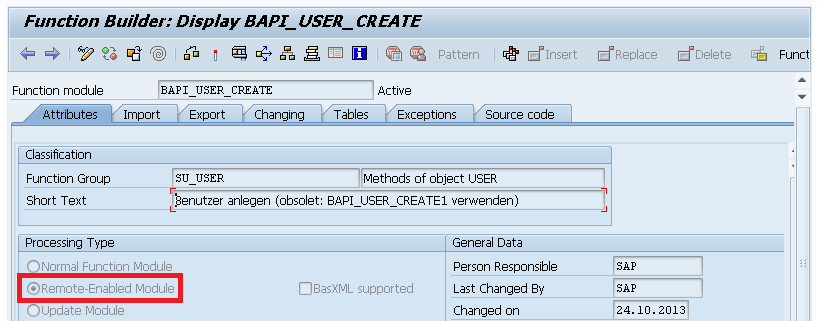 Function Builder: Display BAPI_USER_CREATE
Pattern Insert Replace Delete Funct
Function module BAPI_USER_CREATE Active
Attributes Import Export Changing Tables Exceptions Source code
Classification
Function Group SU_USER Methods of object USER
Short Text Benutzer anlegen (obsolet: BAPI_USER_CREATE1 verwenden)
Processing Type General Data
Normal Function Module Person Responsible SAP
Remote-Enabled Module BasXML supported Last Changed By SAP
Update Module Changed on 24.10.2013